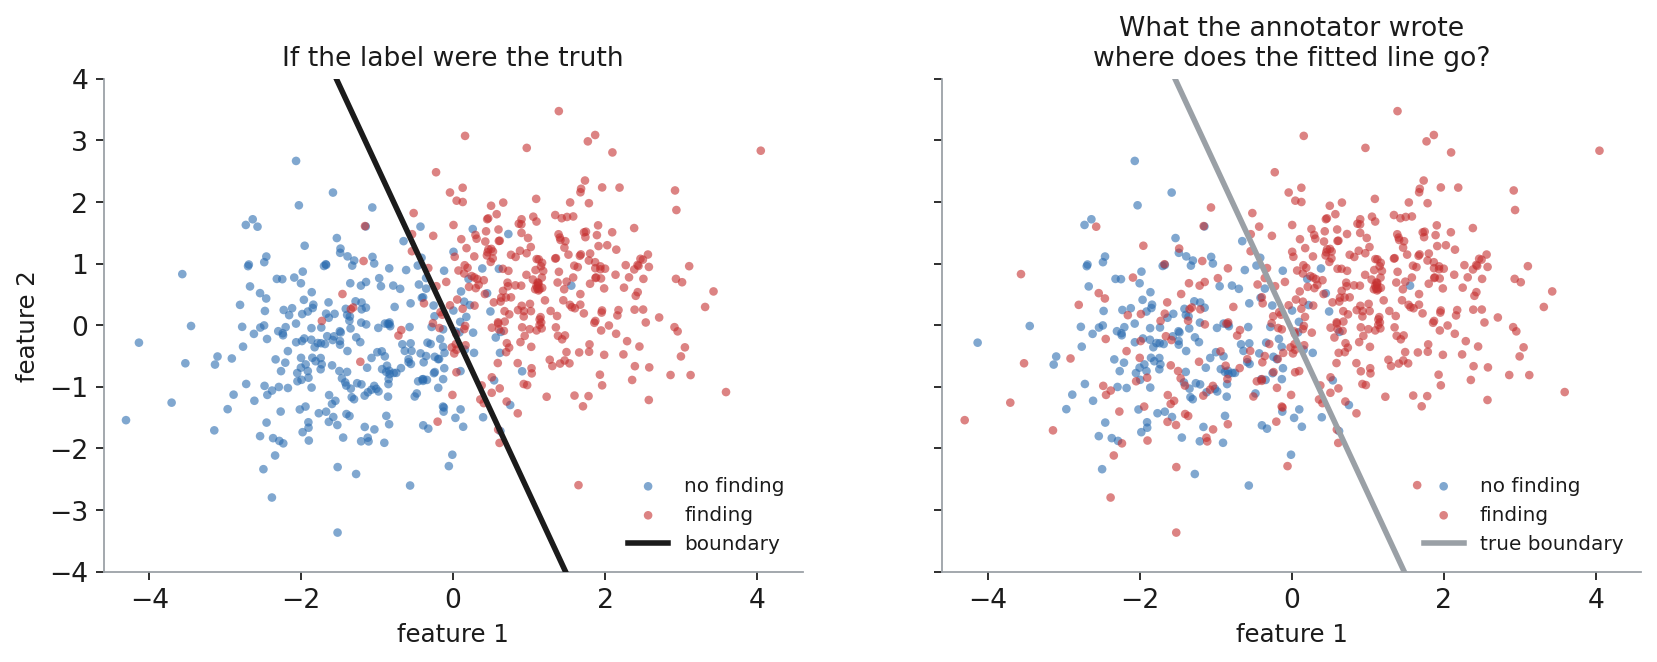 If the label were the truth
4
3
2
1
0
−1
−2
−3
−4
feature 2
−4
−2
0
2
4
feature 1
no finding
finding
boundary
What the annotator wrote
where does the fitted line go?
−4
−2
0
2
4
feature 1
no finding
finding
true boundary